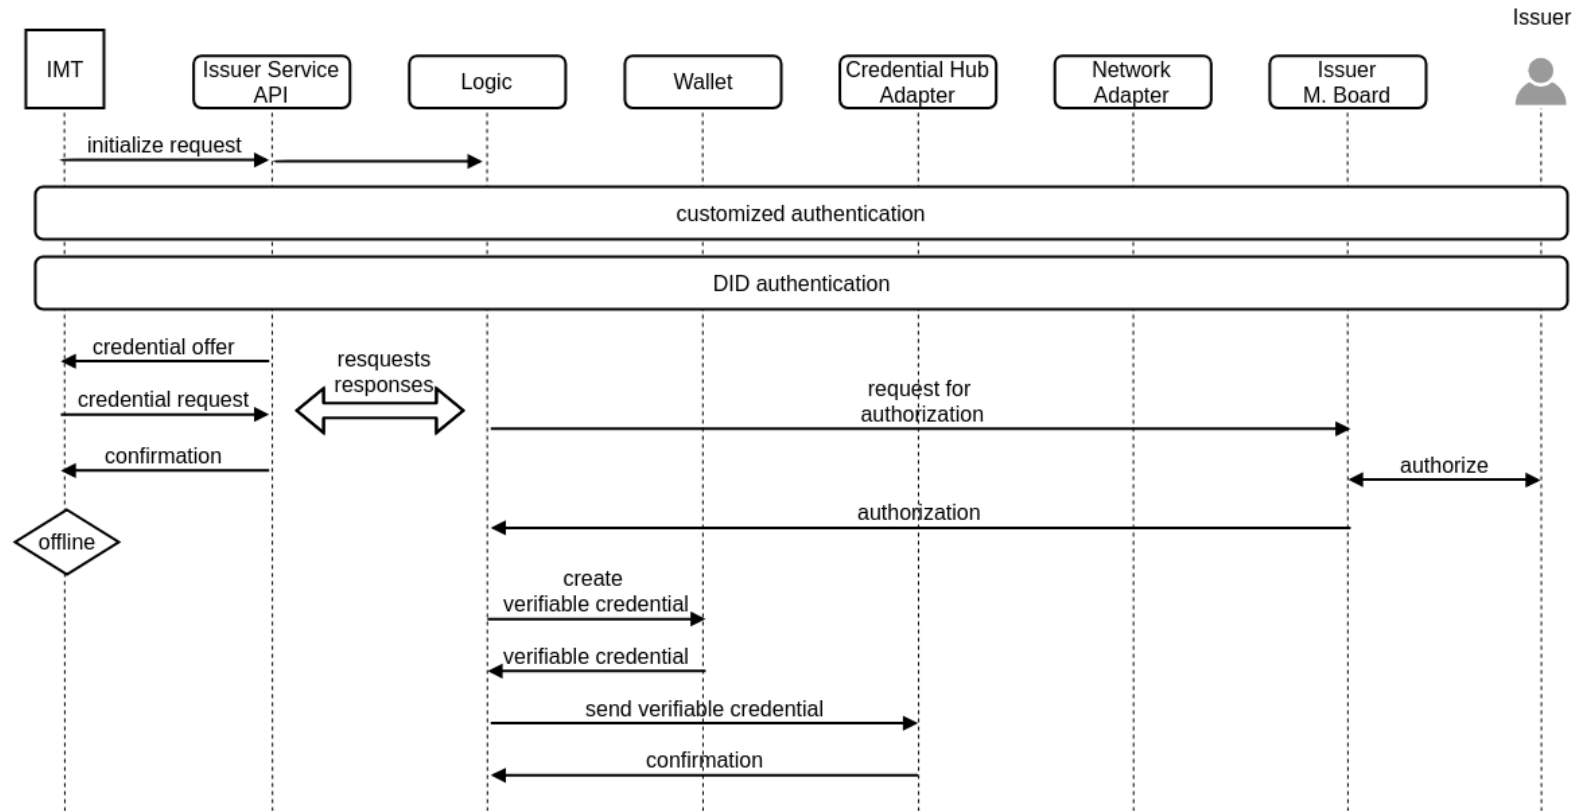 Issuer
IMT
Issuer Service
API
Logic
Wallet
Credential Hub
Adapter
Network
Adapter
Issuer
M. Board
initialize request
customized authentication
DID authentication
credential offer
resquests
responses
credential request
request for
authorization
confirmation
authorize
authorization
offline
create
verifiable credential
verifiable credential
send verifiable credential
confirmation